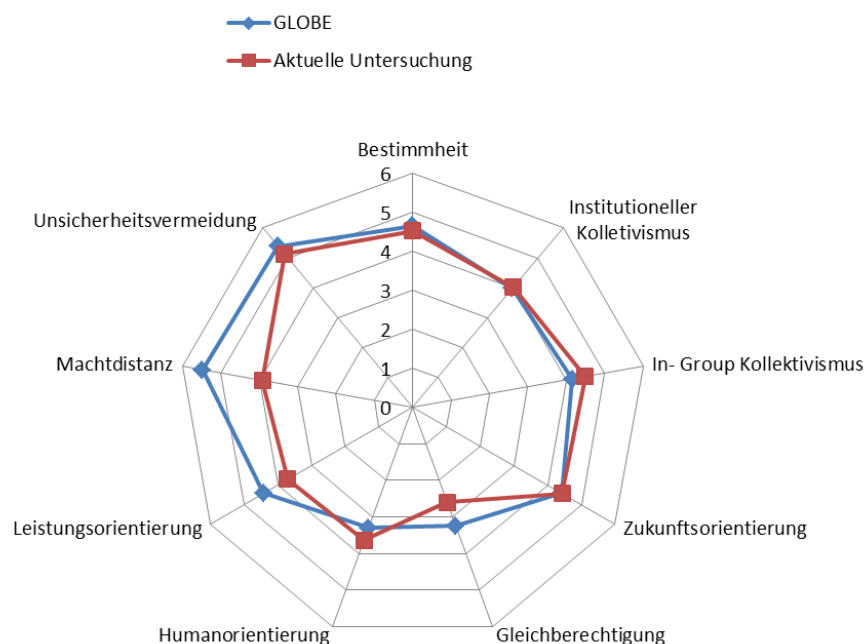 GLOBE
Aktuelle Untersuchung
Bestimmheit
6
5
4
3
2
1
0
Institutioneller
Kolletivismus
In- Group Kollektivismus
Zukunftsorientierung
Gleichberechtigung
Humanorientierung
Leistungsorientierung
Machtdistanz
Unsicherheitsvermeidung